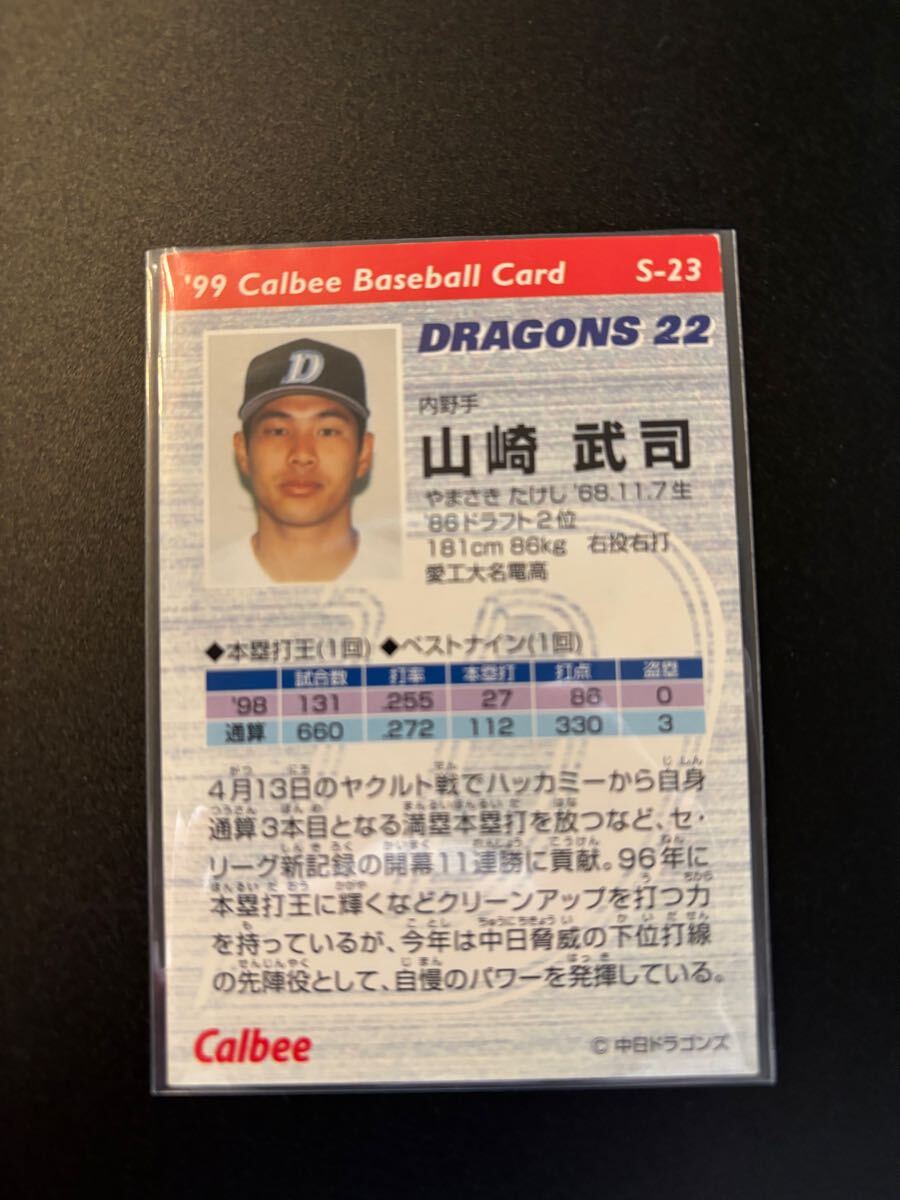 '99 Calbee Baseball Card S-23
D
DRAGONS 22
内野手
山崎 武司
やまさき たけし '68.11.7生
'86ドラフト2位
181cm 86kg 右投右打
愛工大名電高
◆本塁打王(1回) ◆ベストナイン(1回)
試合数 打率 本塁打 打点 盗塁
'98 131 .255 27 86 0
通算 660 .272 112 330 3
4月13日のヤクルト戦でハッカミーから自身
通算3本目となる満塁本塁打を放つなど、セ・
リーグ新記録の開幕11連勝に貢献。96年に
本塁打王に輝くなどクリーンアップを打つ力
を持っているが、今年は中日脅威の下位打線
の先陣役として、自慢のパワーを発揮している。
Calbee
© 中日ドラゴンズ